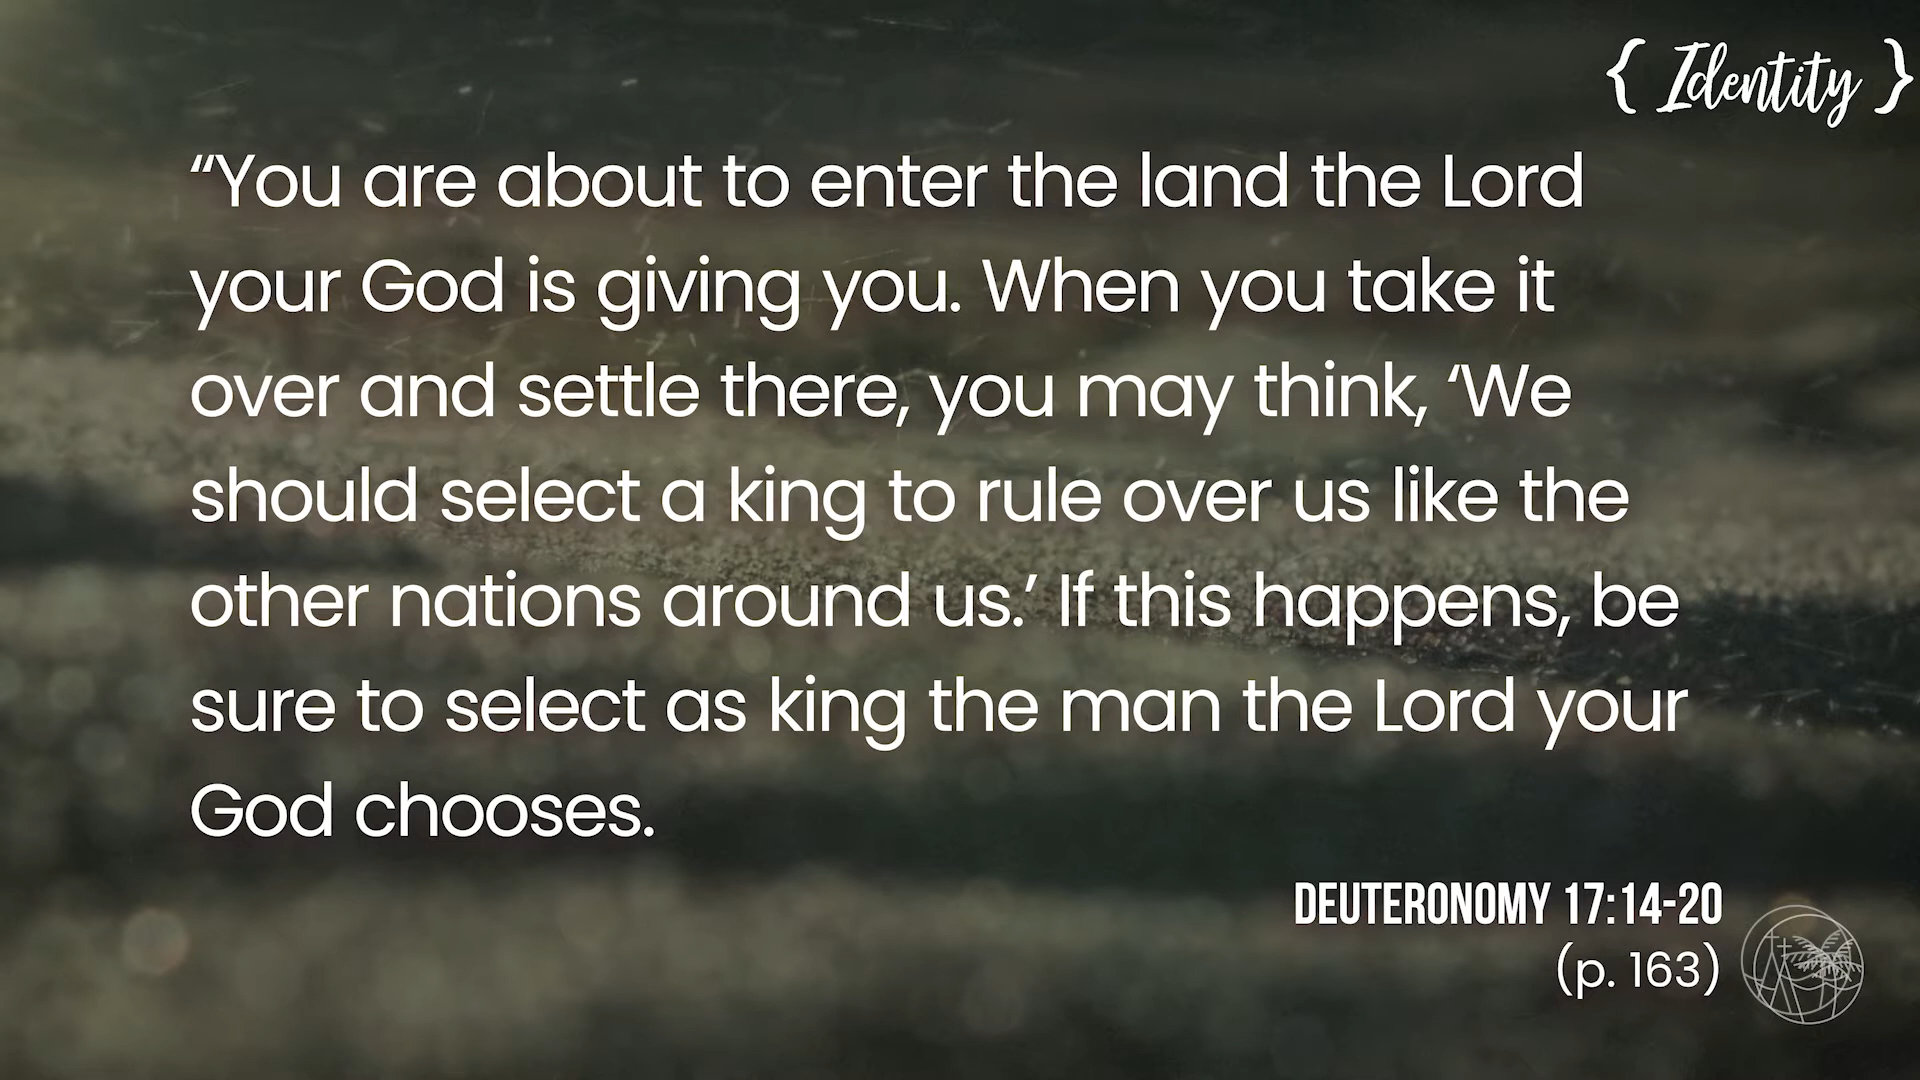 { Identity }
“You are about to enter the land the Lord
your God is giving you. When you take it
over and settle there, you may think, ‘We
should select a king to rule over us like the
other nations around us.’ If this happens, be
sure to select as king the man the Lord your
God chooses.
DEUTERONOMY 17:14-20
(p. 163)